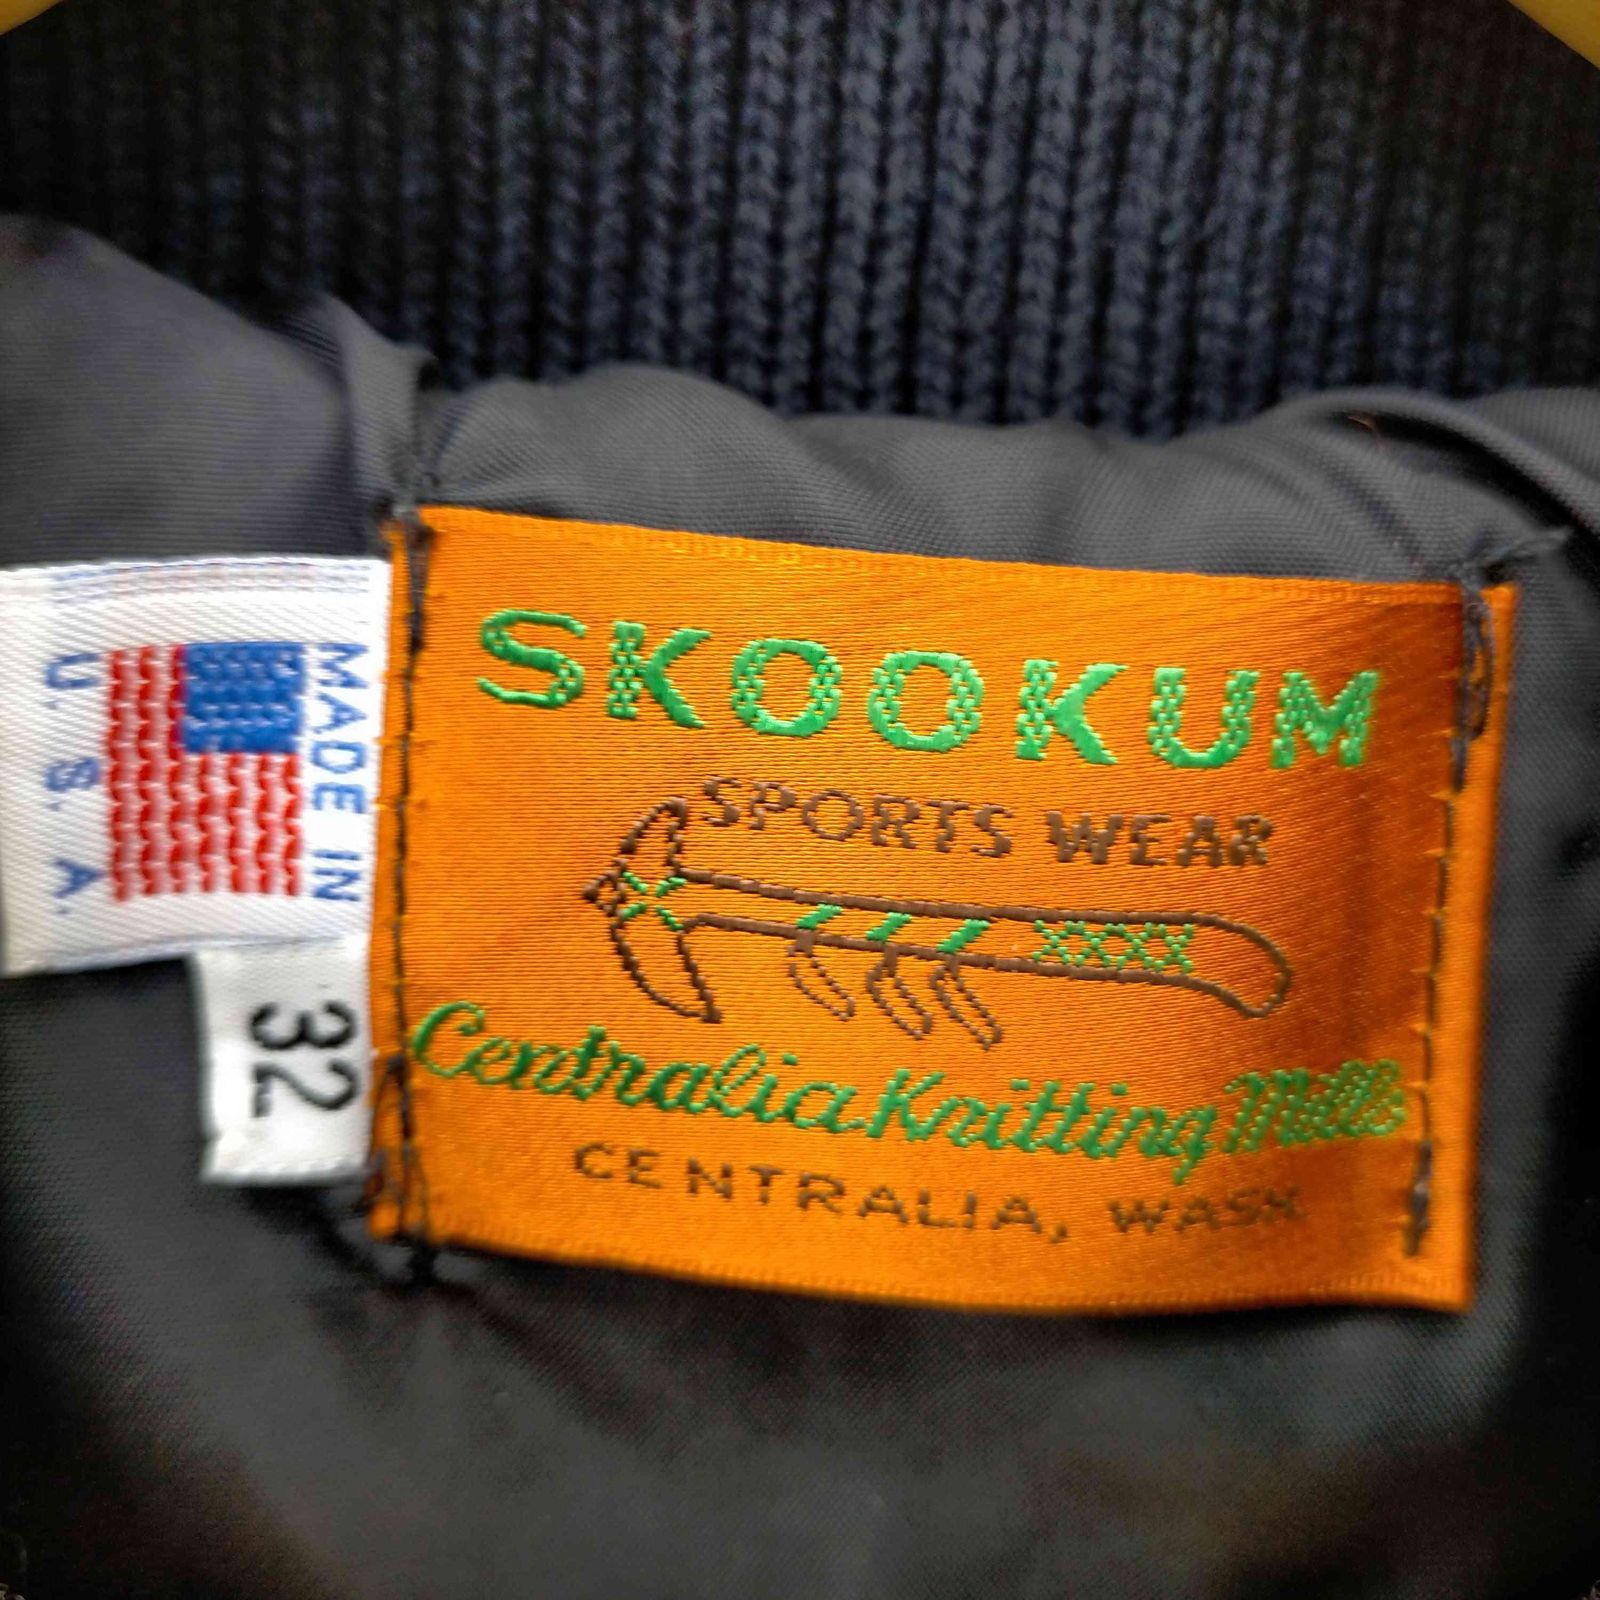 SKOOKUM
SPORTS WEAR
XXXX
Centralia Knitting Mills
CENTRALIA, WASH
MADE IN
U.S.A.
32